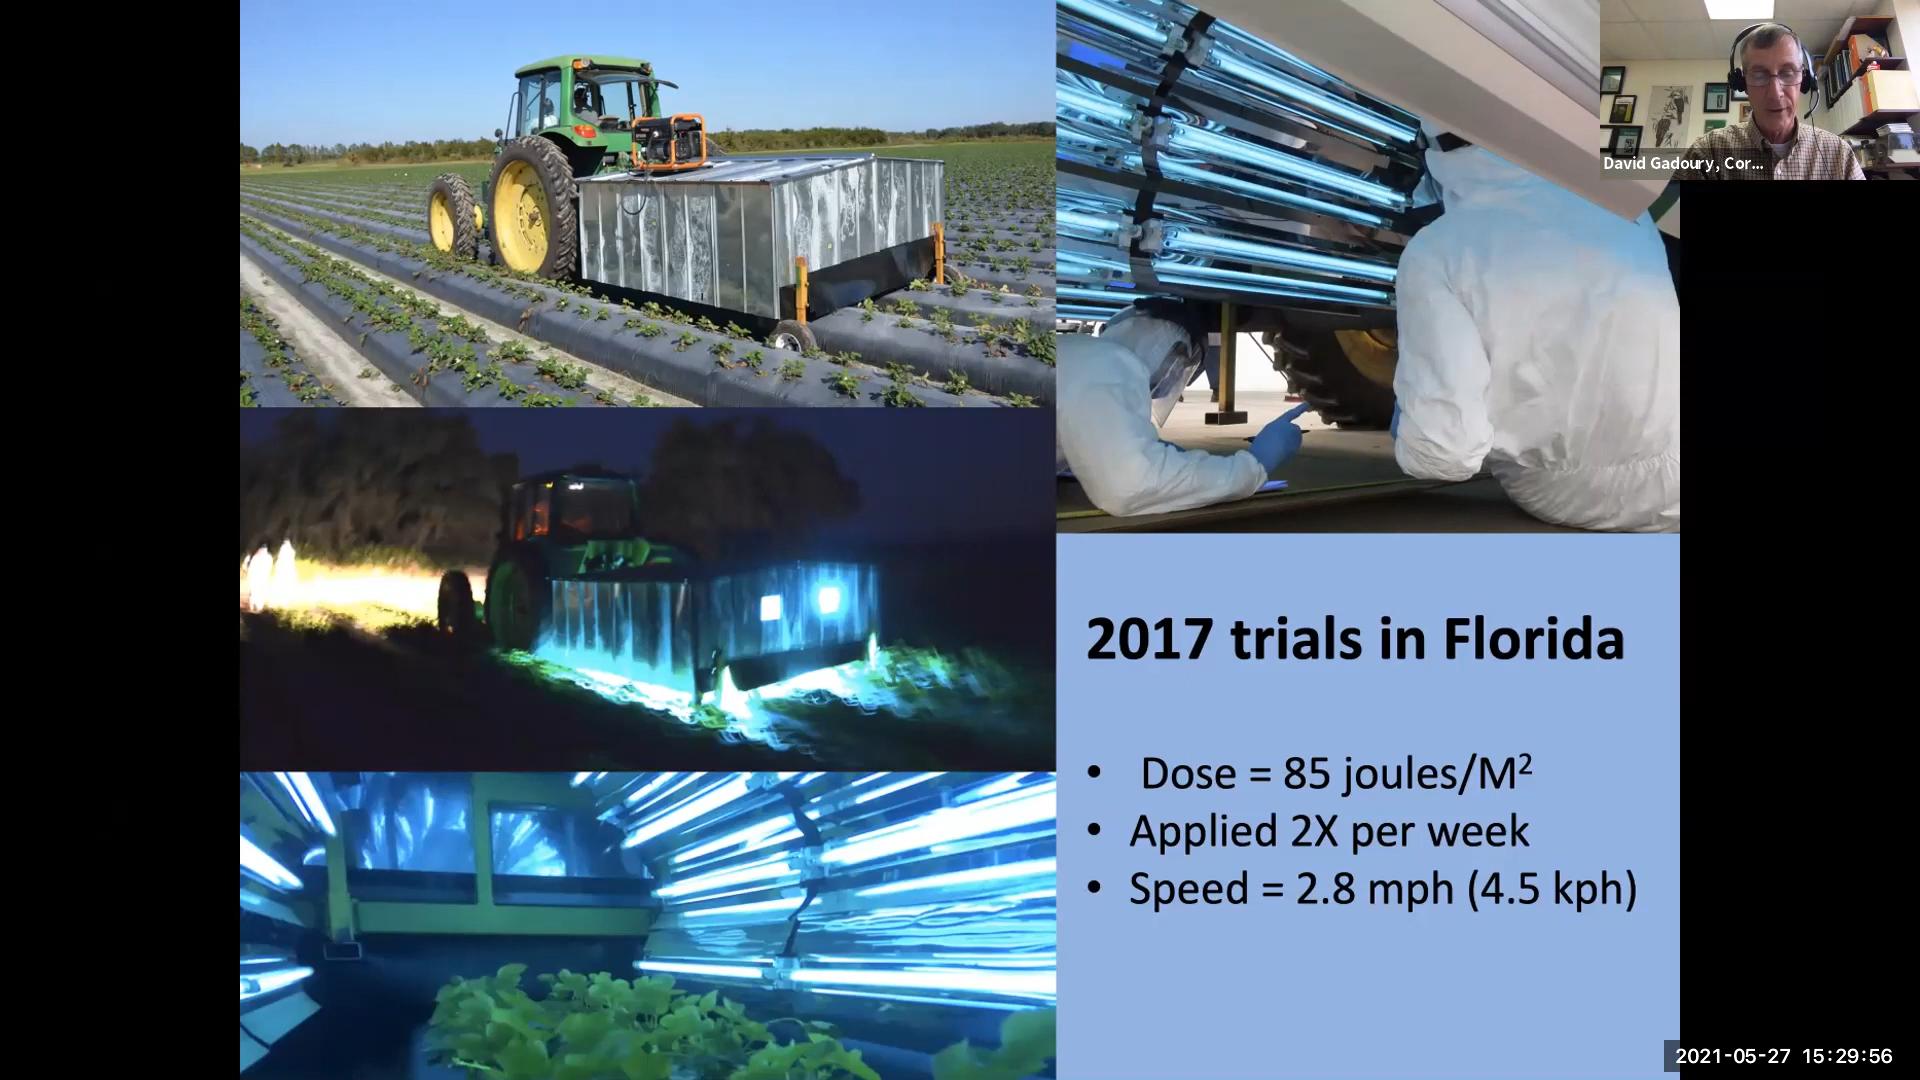 David Gadoury, Cor...
2017 trials in Florida
• Dose = 85 joules/M²
• Applied 2X per week
• Speed = 2.8 mph (4.5 kph)
2021-05-27 15:29:56